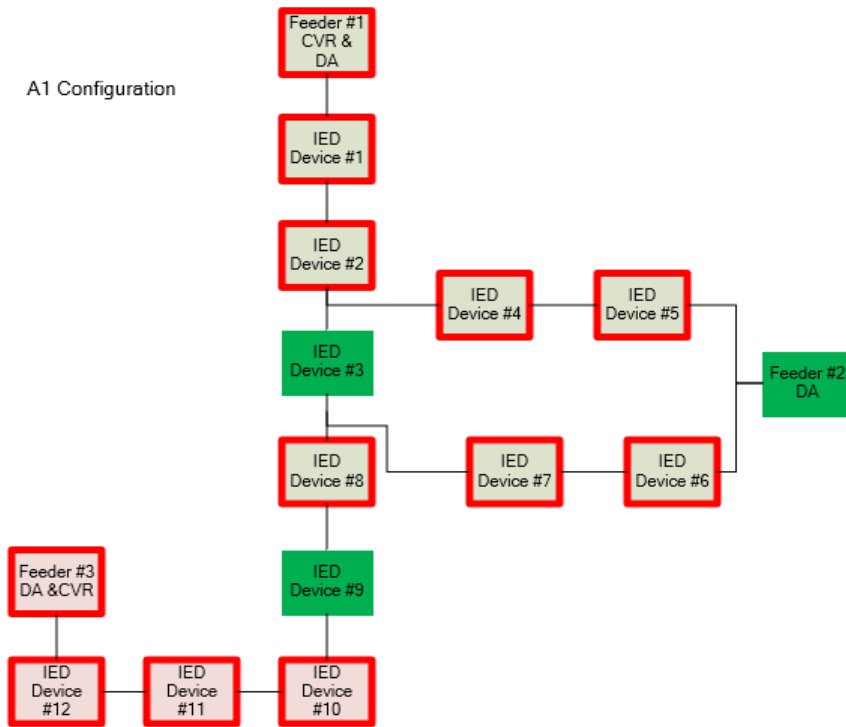 Feeder #1
CVR &
DA
A1 Configuration
IED
Device #1
IED
Device #2
IED
Device #4
IED
Device #5
IED
Device #3
Feeder #2
DA
IED
Device #8
IED
Device #7
IED
Device #6
Feeder #3
DA &CVR
IED
Device #9
IED
Device
#12
IED
Device
#11
IED
Device
#10